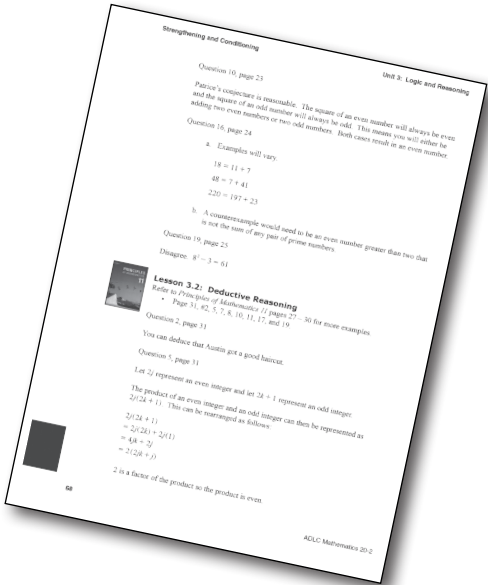 Strengthening and Conditioning
Unit 3: Logic and Reasoning
Question 10, page 23
Patrice's conjecture is reasonable. The square of an even number will always be even
and the square of an odd number will always be odd. This means you will either be
adding two even numbers or two odd numbers. Both cases result in an even number
Question 16, page 24
a. Examples will vary.
18 = 11 + 7
48 = 7 + 41
220 = 197 + 23
b. A counterexample would need to be an even number greater than two that
is not the sum of any pair of prime numbers
Question 19, page 25
Disagree. 8² − 3 = 61
PRINCIPLES
11
Lesson 3.2: Deductive Reasoning
Refer to Principles of Mathematics 11 pages 27 – 30 for more examples.
• Page 31, #2, 5, 7, 8, 10, 11, 17, and 19
Question 2, page 31
You can deduce that Austin got a good haircut.
Question 5, page 31
Let 2j represent an even integer and let 2k + 1 represent an odd integer.
The product of an even integer and an odd integer can then be represented as
2j(2k + 1). This can be rearranged as follows
2j(2k + 1)
= 2j(2k) + 2j(1)
= 4jk + 2j
= 2(2jk + j)
2 is a factor of the product so the product is even.
68
ADLC Mathematics 20-2